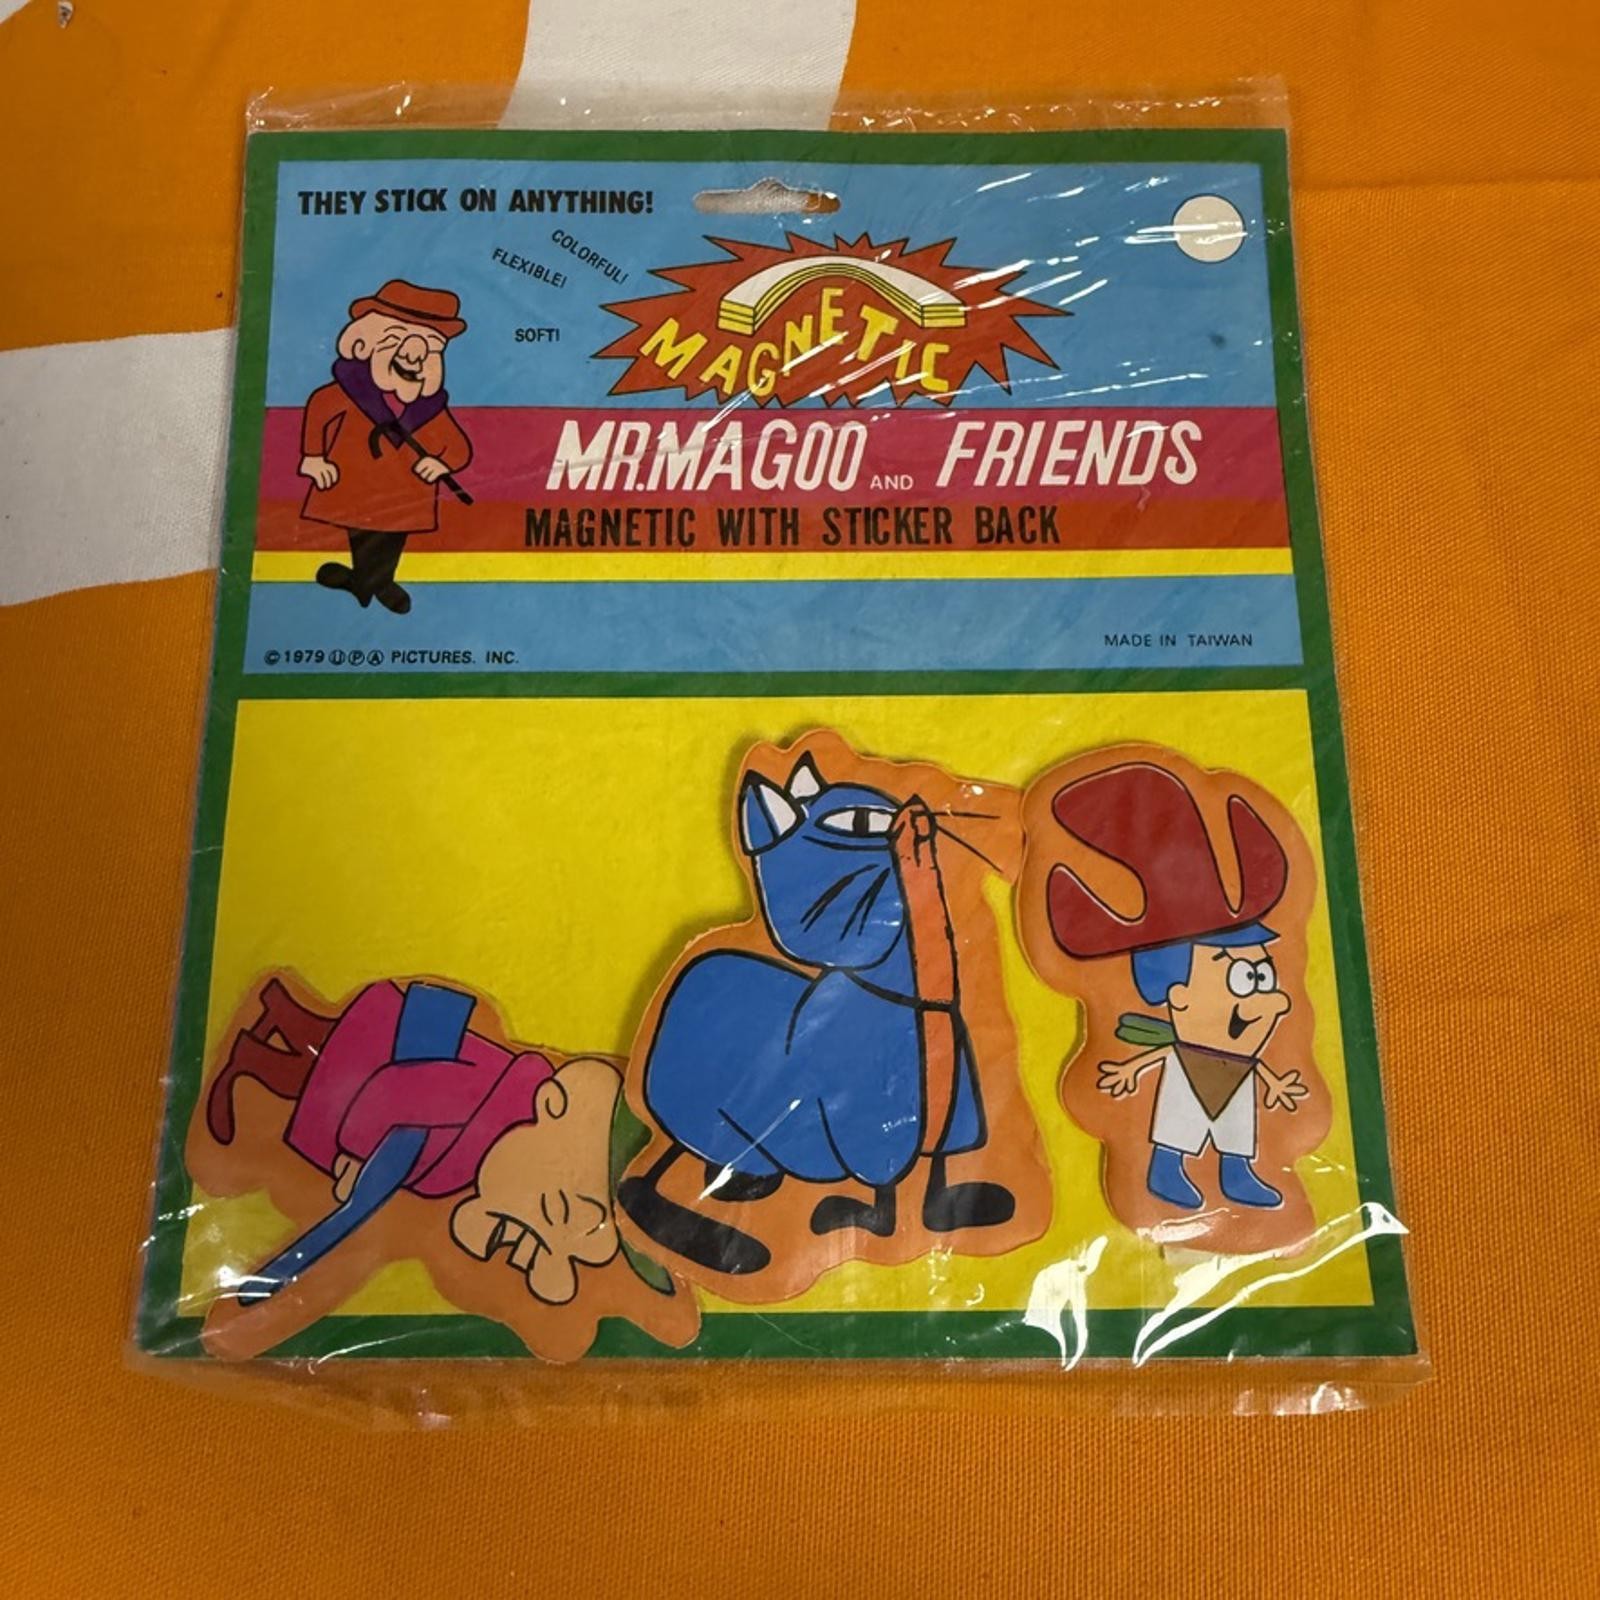 THEY STICK ON ANYTHING!
COLORFUL!
FLEXIBLE!
SOFT!
MAGNETIC
MR.MAGOO AND FRIENDS
MAGNETIC WITH STICKER BACK
©1979 ⓊⓅⒶ PICTURES. INC.
MADE IN TAIWAN